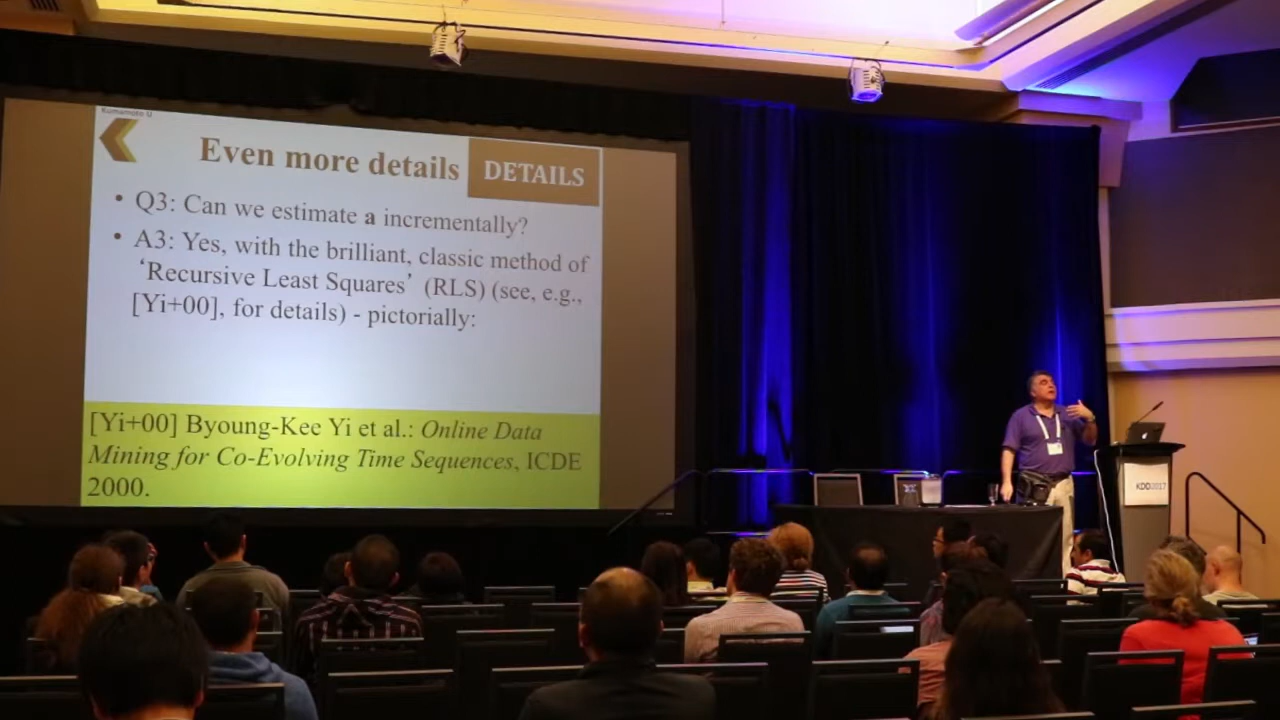 Kumamoto U
Even more details
DETAILS
• Q3: Can we estimate a incrementally?
• A3: Yes, with the brilliant, classic method of
‘Recursive Least Squares’ (RLS) (see, e.g.,
[Yi+00], for details) - pictorially:
[Yi+00] Byoung-Kee Yi et al.: Online Data
Mining for Co-Evolving Time Sequences, ICDE
2000.
KDD2017